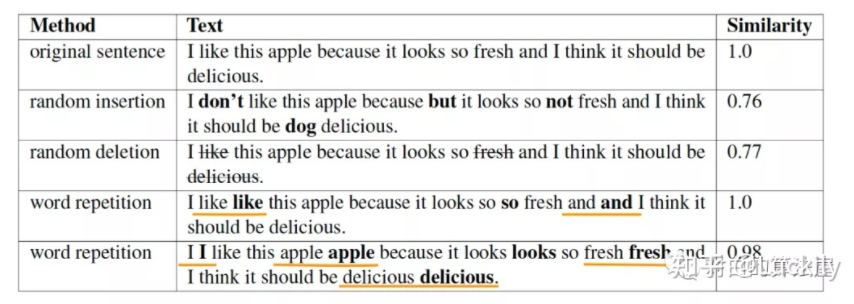 Method Text Similarity
original sentence I like this apple because it looks so fresh and I think it should be 1.0
delicious.
random insertion I don't like this apple because but it looks so not fresh and I think 0.76
it should be dog delicious.
random deletion I like this apple because it looks so fresh and I think it should be 0.77
delicious.
word repetition I like like this apple because it looks so so fresh and and I think it 1.0
should be delicious.
word repetition I I like this apple apple because it looks looks so fresh fresh and 0.98
I think it should be delicious delicious.
知乎